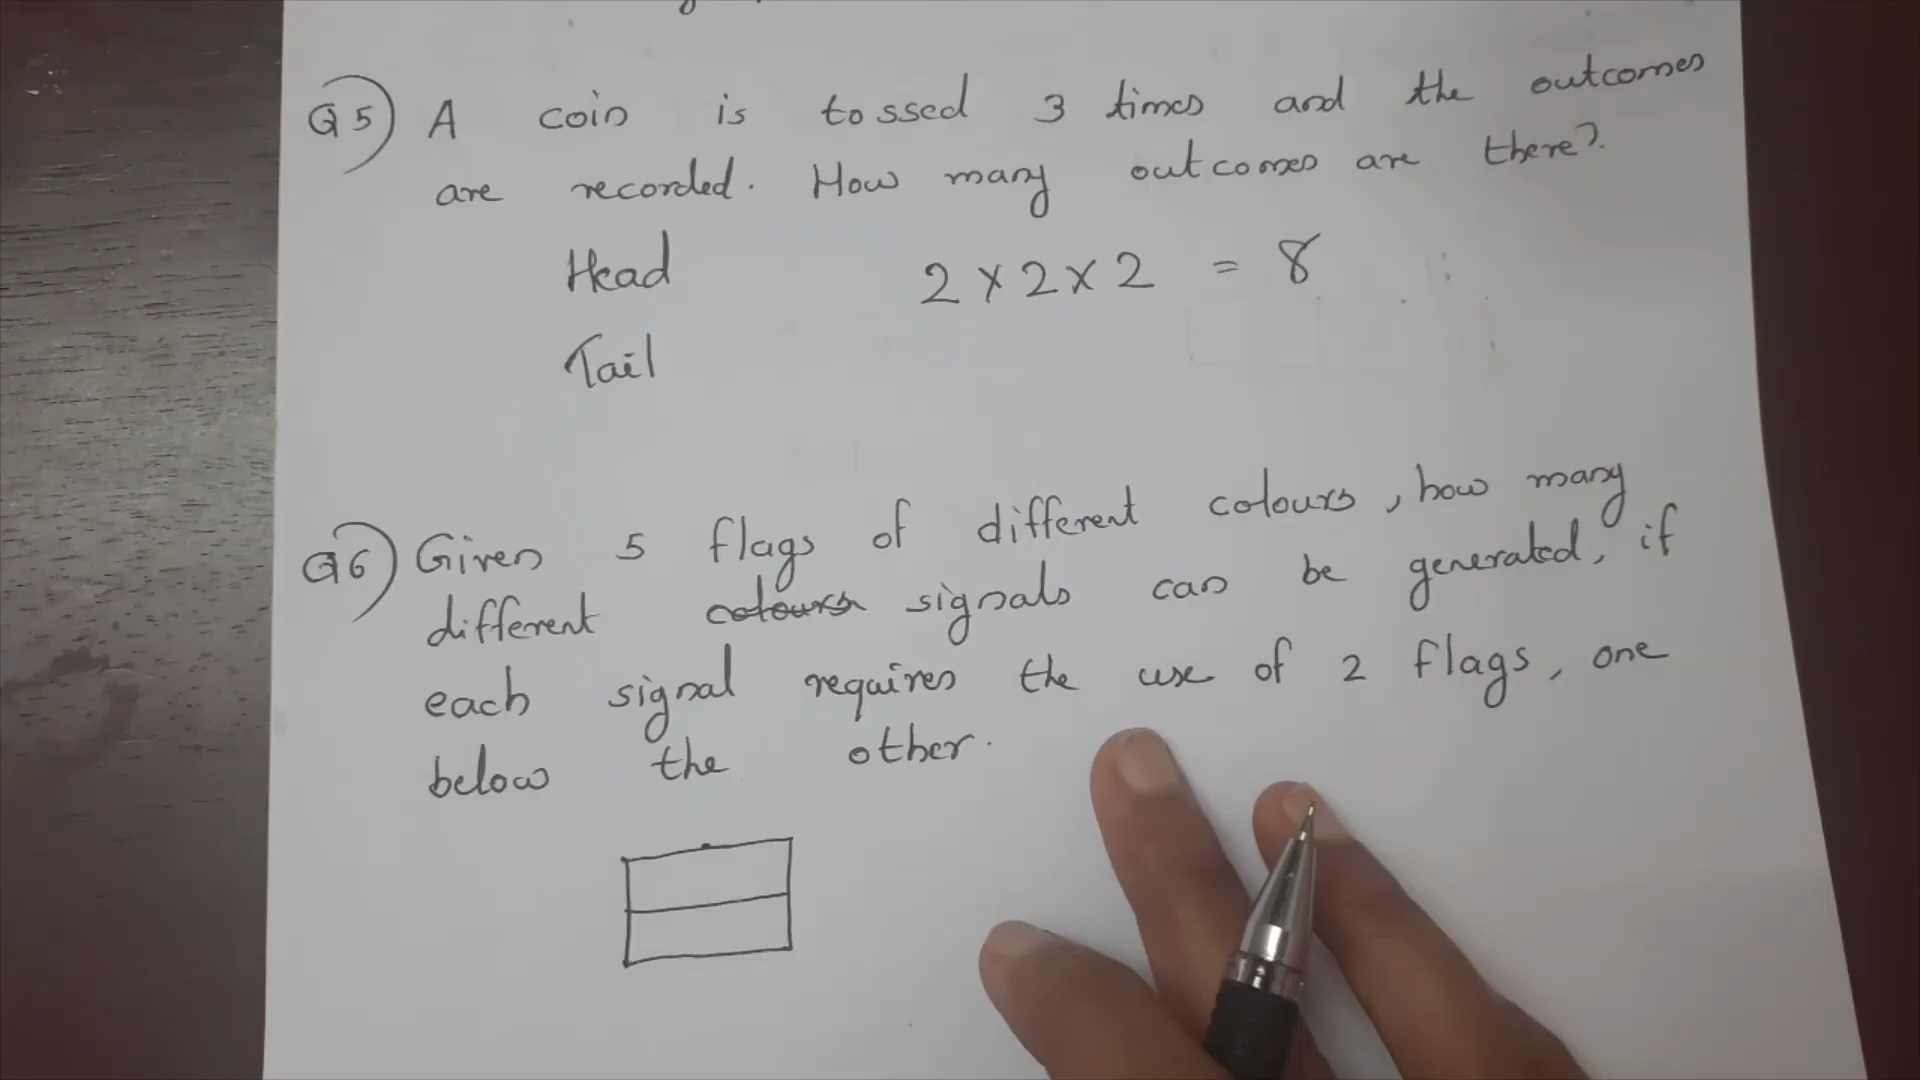 Q5) A coin is tossed 3 times and the outcomes
are recorded. How many outcomes are there?
Head 2 × 2 × 2 = 8
Tail
Q6) Given 5 flags of different colours, how many
different colours signals can be generated, if
each signal requires the use of 2 flags, one
below the other.